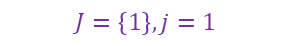 J = {1}, j = 1